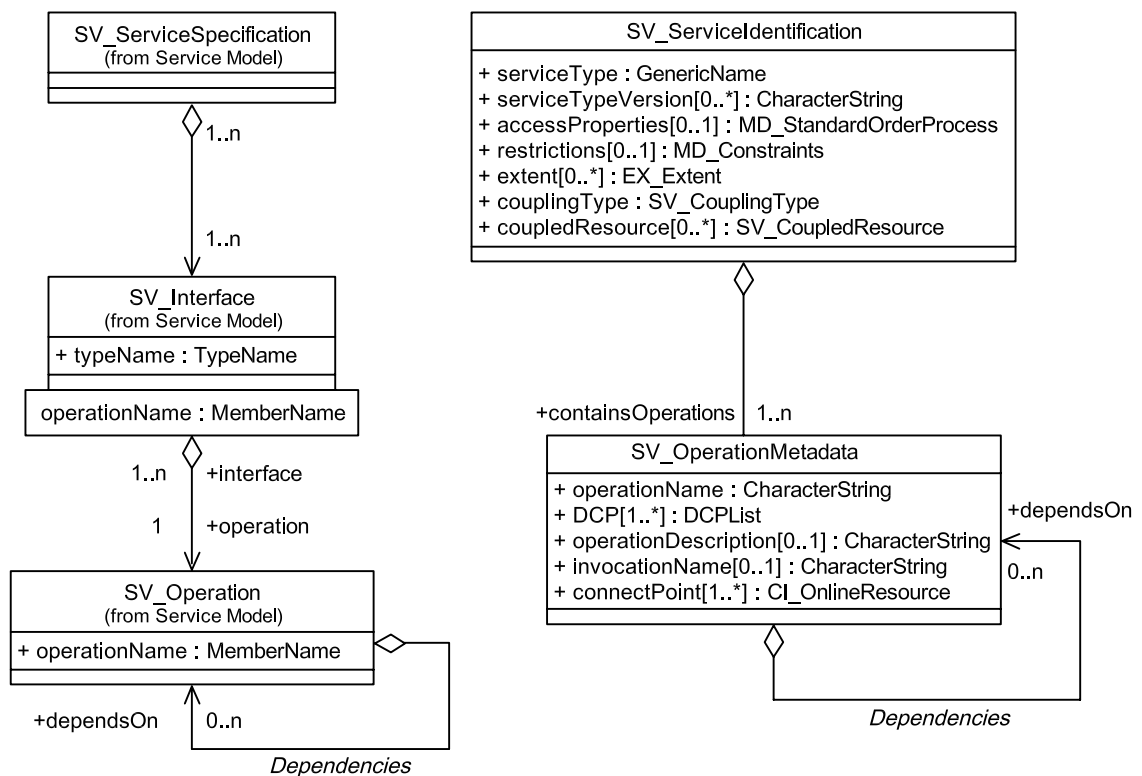 SV_ServiceSpecification
(from Service Model)
1..n
1..n
SV_Interface
(from Service Model)
+ typeName : TypeName
operationName : MemberName
1..n +interface
1 +operation
SV_Operation
(from Service Model)
+ operationName : MemberName
+dependsOn 0..n
Dependencies
SV_ServiceIdentification
+ serviceType : GenericName
+ serviceTypeVersion[0..*] : CharacterString
+ accessProperties[0..1] : MD_StandardOrderProcess
+ restrictions[0..1] : MD_Constraints
+ extent[0..*] : EX_Extent
+ couplingType : SV_CouplingType
+ coupledResource[0..*] : SV_CoupledResource
+containsOperations 1..n
SV_OperationMetadata
+ operationName : CharacterString
+ DCP[1..*] : DCPList
+ operationDescription[0..1] : CharacterString
+ invocationName[0..1] : CharacterString
+ connectPoint[1..*] : CI_OnlineResource
+dependsOn
0..n
Dependencies